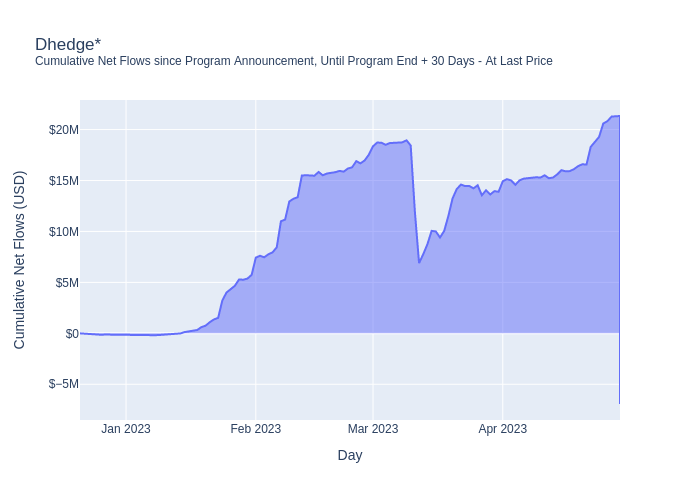 Dhedge*
Cumulative Net Flows since Program Announcement, Until Program End + 30 Days - At Last Price
Cumulative Net Flows (USD)
$20M
$15M
$10M
$5M
$0
$−5M
Jan 2023
Feb 2023
Mar 2023
Apr 2023
Day